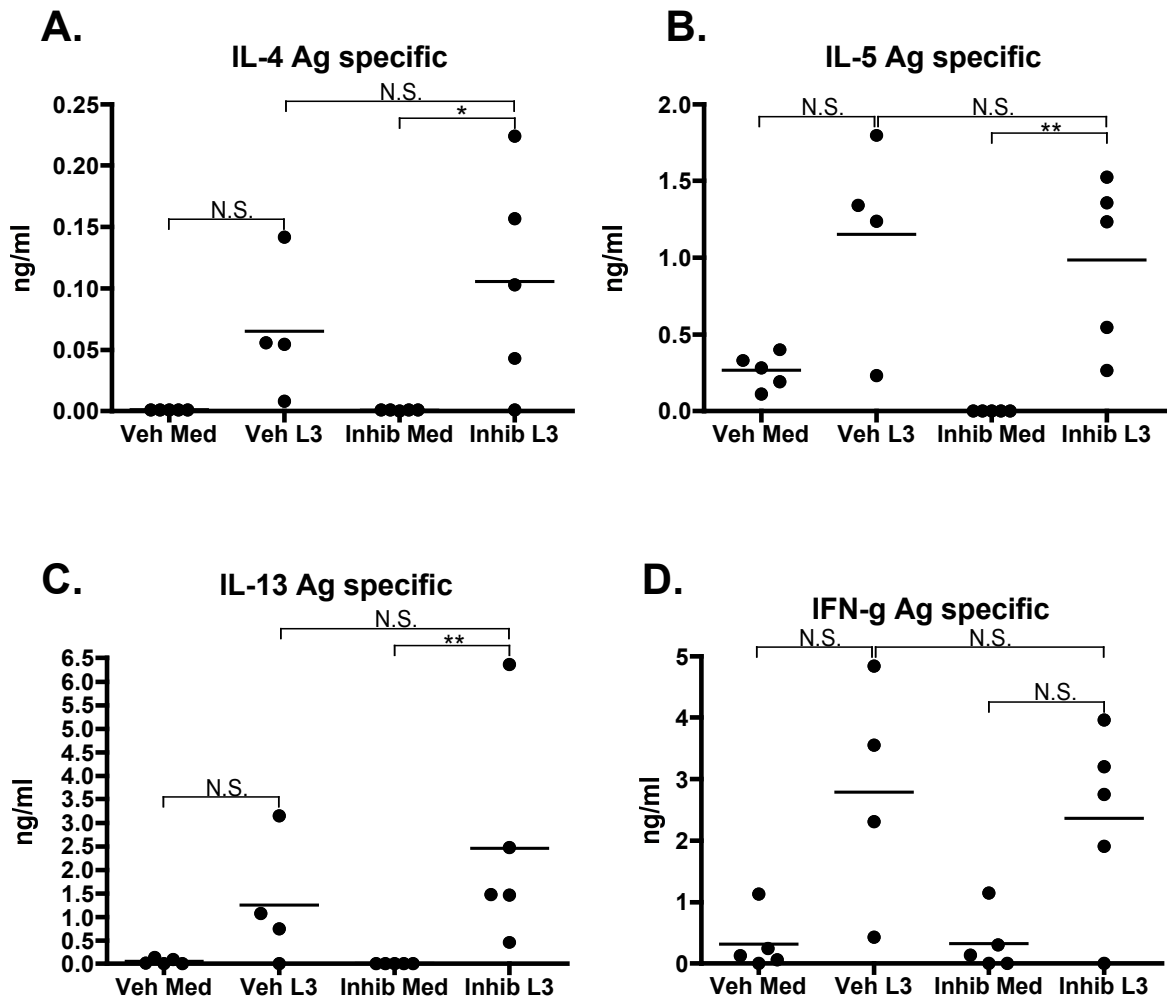 A.
IL-4 Ag specific
N.S.
*
N.S.
0.25
0.20
0.15
0.10
0.05
0.00
ng/ml
Veh Med Veh L3 Inhib Med Inhib L3
B.
IL-5 Ag specific
N.S. N.S.
**
2.0
1.5
1.0
0.5
0.0
ng/ml
Veh Med Veh L3 Inhib Med Inhib L3
C.
IL-13 Ag specific
N.S.
**
N.S.
6.5
6.0
5.5
5.0
4.5
4.0
3.5
3.0
2.5
2.0
1.5
1.0
0.5
0.0
ng/ml
Veh Med Veh L3 Inhib Med Inhib L3
D.
IFN-g Ag specific
N.S. N.S.
N.S.
5
4
3
2
1
0
ng/ml
Veh Med Veh L3 Inhib Med Inhib L3